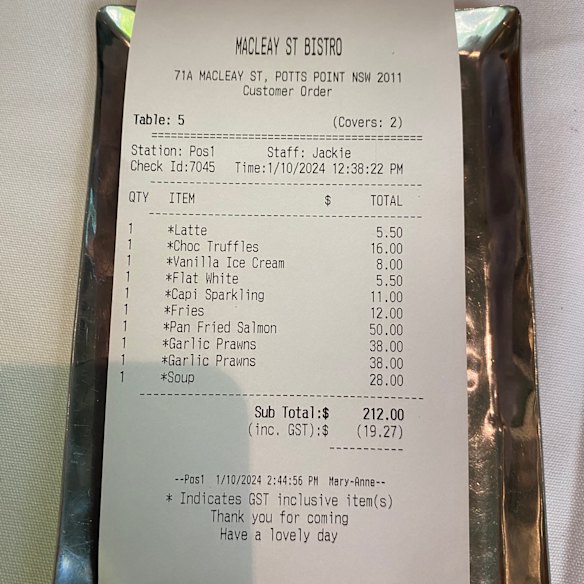 MACLEAY ST BISTRO
71A MACLEAY ST, POTTS POINT NSW 2011
Customer Order
Table: 5 (Covers: 2)
==========================================
Station: Pos1 Staff: Jackie
Check Id:7045 Time:1/10/2024 12:38:22 PM
------------------------------------------
QTY ITEM $ TOTAL
------------------------------------------
1 *Latte 5.50
1 *Choc Truffles 16.00
1 *Vanilla Ice Cream 8.00
1 *Flat White 5.50
1 *Capi Sparkling 11.00
1 *Fries 12.00
1 *Pan Fried Salmon 50.00
1 *Garlic Prawns 38.00
1 *Garlic Prawns 38.00
1 *Soup 28.00
------------------------------------------
Sub Total:$ 212.00
(inc. GST):$ (19.27)
-----------
--Pos1 1/10/2024 2:44:56 PM Mary-Anne--
* Indicates GST inclusive item(s)
Thank you for coming
Have a lovely day